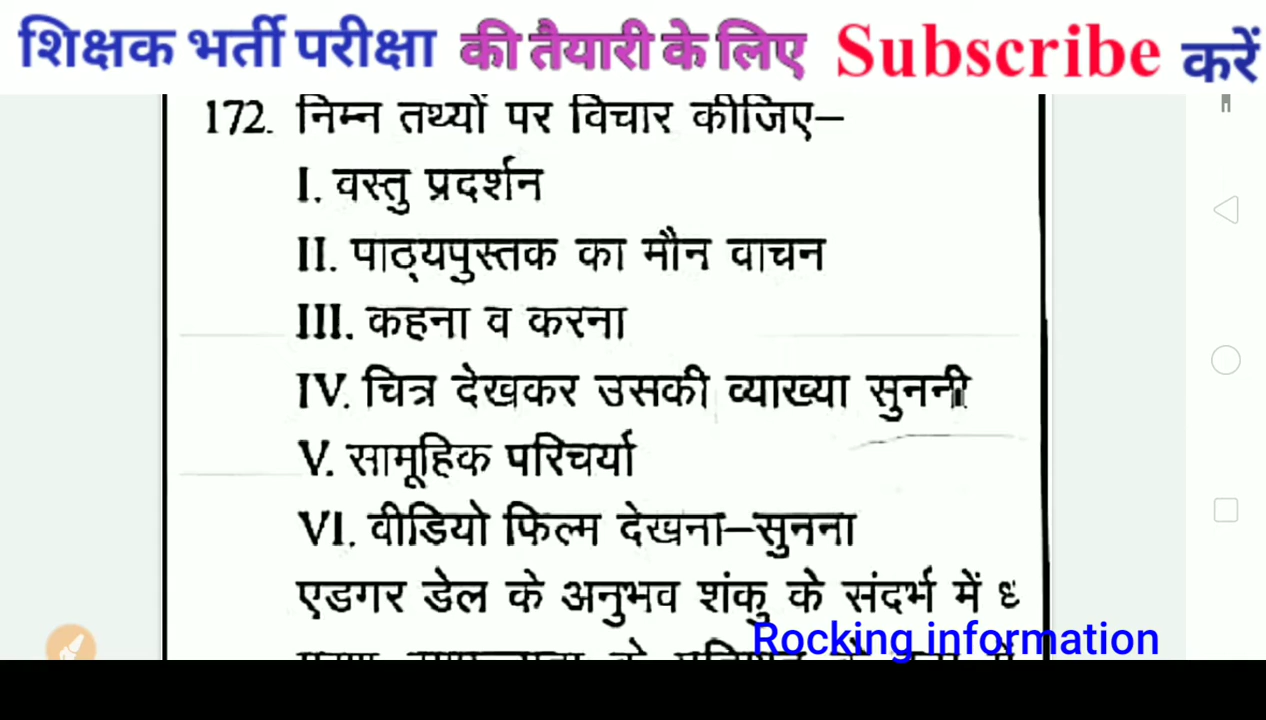 शिक्षक भर्ती परीक्षा की तैयारी के लिए Subscribe करें
172. निम्न तथ्यों पर विचार कीजिए–
I. वस्तु प्रदर्शन
II. पाठ्यपुस्तक का मौन वाचन
III. कहना व करना
IV. चित्र देखकर उसकी व्याख्या सुननी
V. सामूहिक परिचर्या
VI. वीडियो फिल्म देखना–सुनना
एडगर डेल के अनुभव शंकु के संदर्भ में
Rocking information